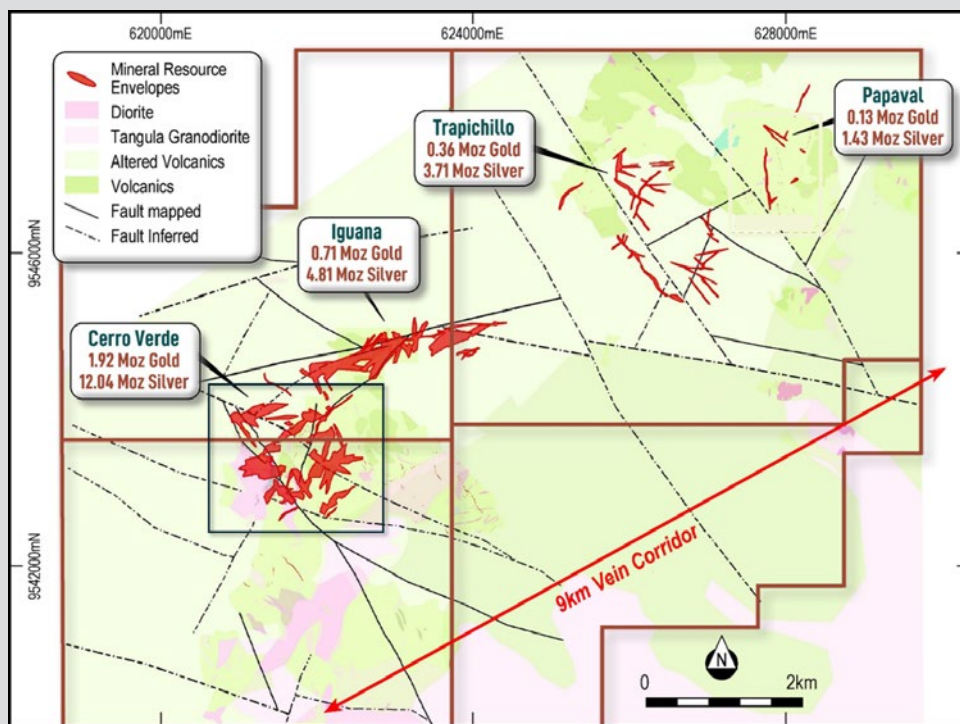 620000mE
624000mE
628000mE
Mineral Resource
Envelopes
Diorite
Tangula Granodiorite
Altered Volcanics
Volcanics
Fault mapped
Fault Inferred
Trapichillo
0.36 Moz Gold
3.71 Moz Silver
Papaval
0.13 Moz Gold
1.43 Moz Silver
Iguana
0.71 Moz Gold
4.81 Moz Silver
Cerro Verde
1.92 Moz Gold
12.04 Moz Silver
9546000mN
9542000mN
9km Vein Corridor
N
0
2km